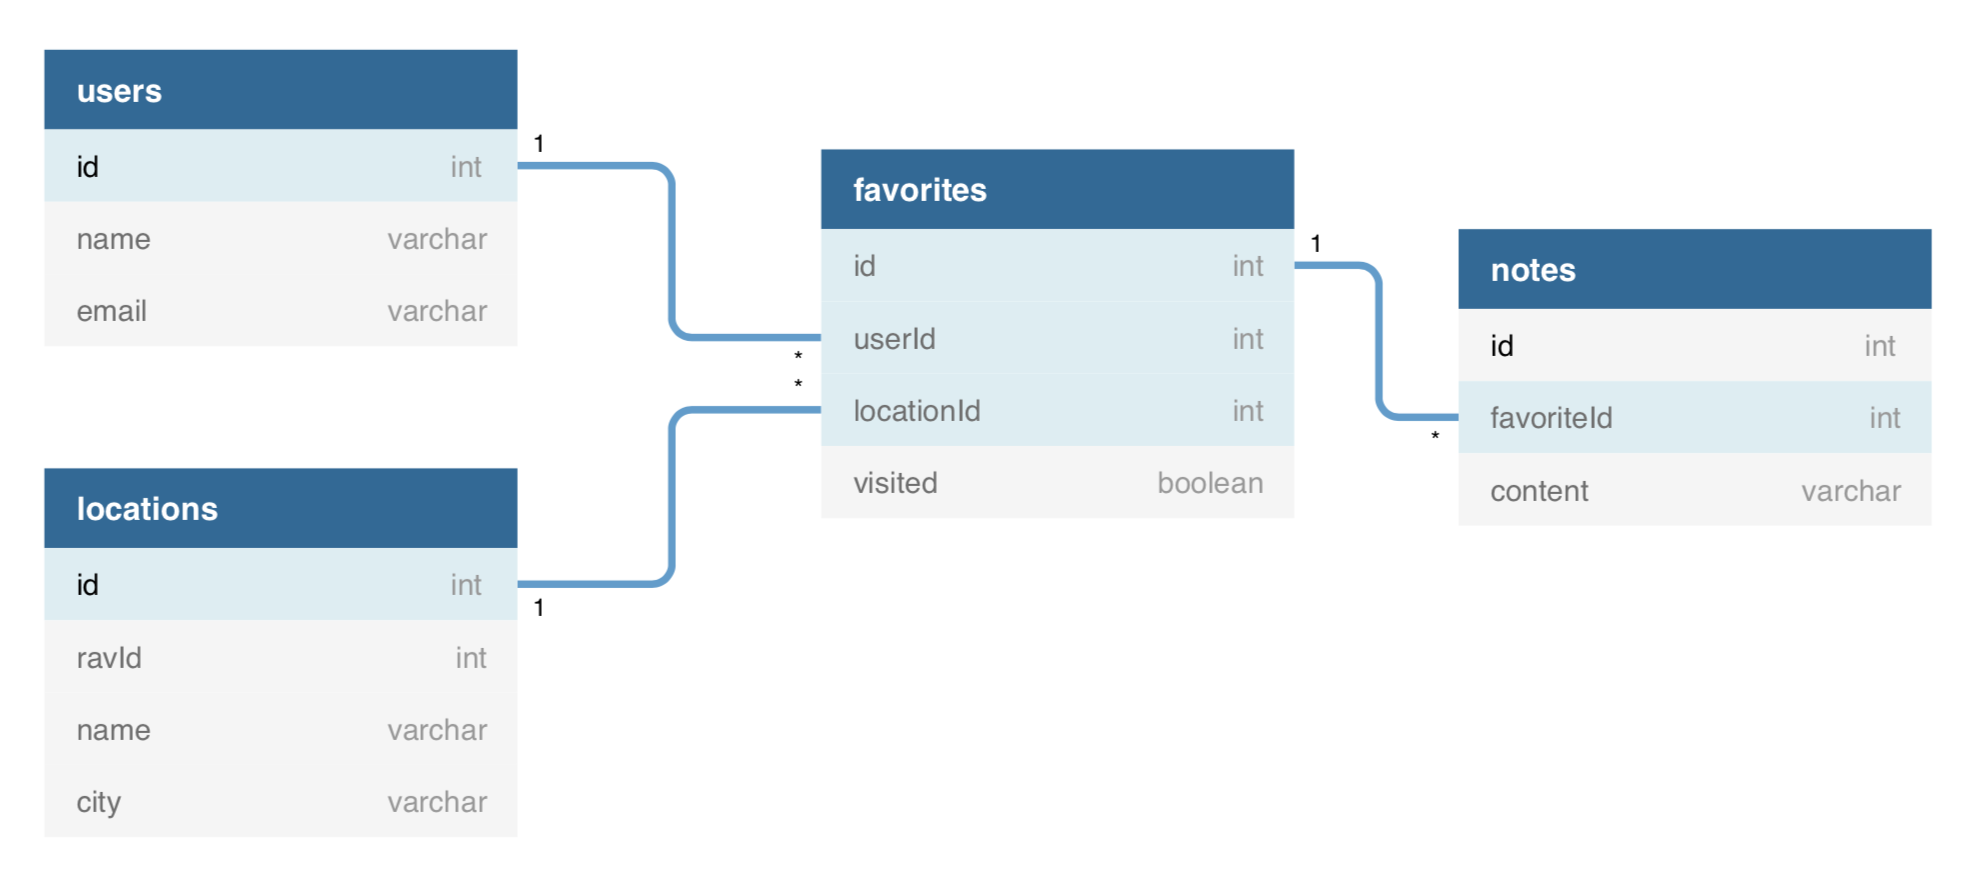 users
id int
name varchar
email varchar
1
*
locations
id int
ravId int
name varchar
city varchar
1
*
favorites
id int
userId int
locationId int
visited boolean
1
*
notes
id int
favoriteId int
content varchar